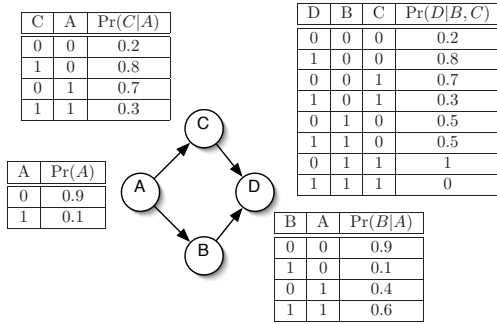 C A Pr(C|A)
0 0 0.2
1 0 0.8
0 1 0.7
1 1 0.3
D B C Pr(D|B, C)
0 0 0 0.2
1 0 0 0.8
0 0 1 0.7
1 0 1 0.3
0 1 0 0.5
1 1 0 0.5
0 1 1 1
1 1 1 0
A Pr(A)
0 0.9
1 0.1
C
A
D
B
B A Pr(B|A)
0 0 0.9
1 0 0.1
0 1 0.4
1 1 0.6